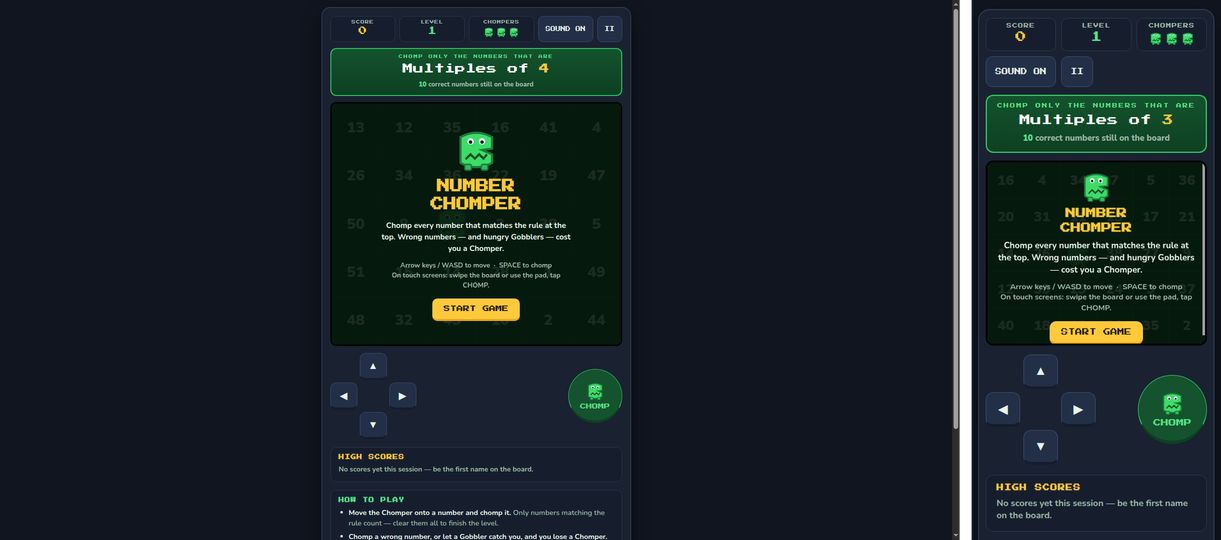 SCORE
0
LEVEL
1
CHOMPERS
SOUND ON
II
CHOMP ONLY THE NUMBERS THAT ARE
Multiples of 4
10 correct numbers still on the board
13 12 35 16 41 4
26 34 36 22 19 47
50 5
NUMBER
CHOMPER
Chomp every number that matches the rule at the
top. Wrong numbers — and hungry Gobblers — cost
you a Chomper.
51 49
Arrow keys / WASD to move · SPACE to chomp
On touch screens: swipe the board or use the pad, tap
CHOMP.
START GAME
48 32 2 44
▲
◀ ▶
▼
CHOMP
HIGH SCORES
No scores yet this session — be the first name on the board.
HOW TO PLAY
• Move the Chomper onto a number and chomp it. Only numbers matching the
rule count — clear them all to finish the level.
• Chomp a wrong number, or let a Gobbler catch you, and you lose a Chomper.
SCORE
0
LEVEL
1
CHOMPERS
SOUND ON
II
CHOMP ONLY THE NUMBERS THAT ARE
Multiples of 3
10 correct numbers still on the board
16 4 5 36
20 31 17 21
NUMBER
CHOMPER
Chomp every number that matches the rule at
the top. Wrong numbers — and hungry Gobblers
— cost you a Chomper.
Arrow keys / WASD to move · SPACE to chomp
On touch screens: swipe the board or use the pad, tap
CHOMP.
40 2
START GAME
▲
◀ ▶
▼
CHOMP
HIGH SCORES
No scores yet this session — be the first name
on the board.